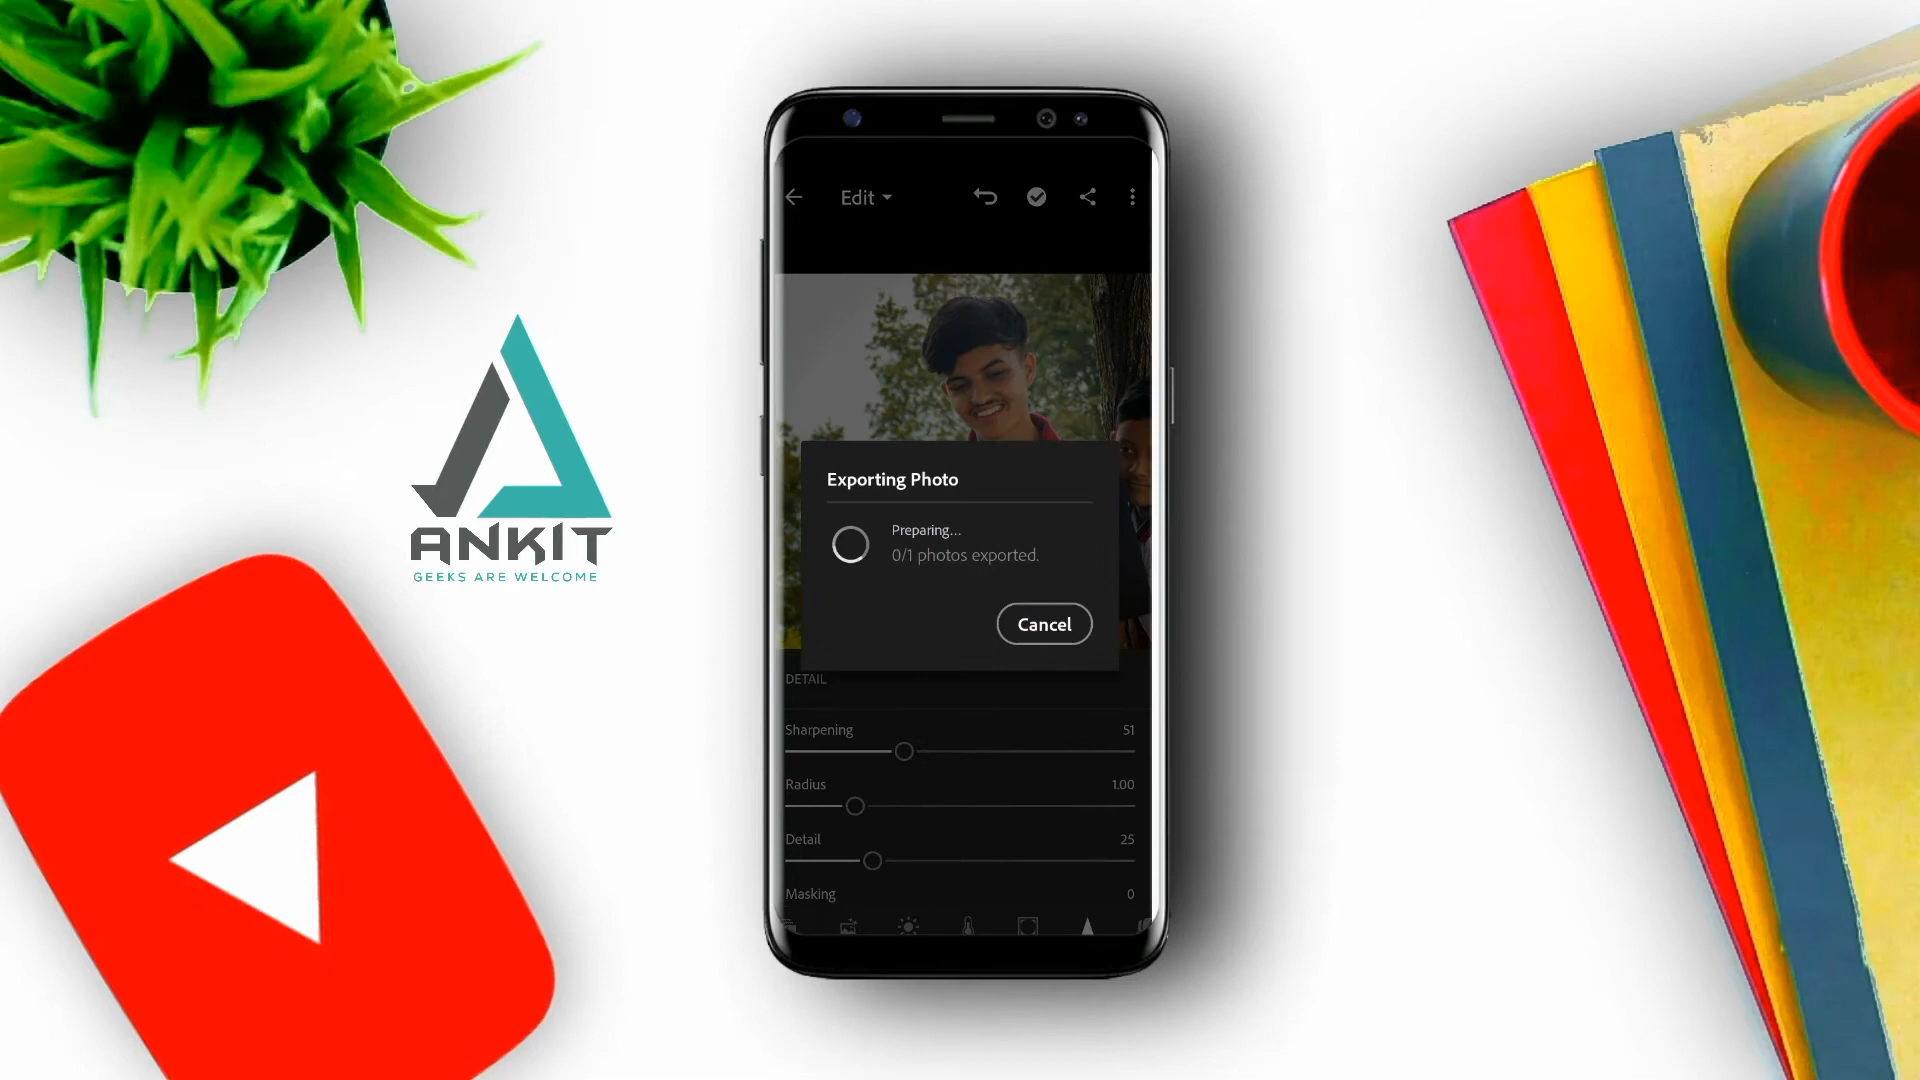 Edit
ANKIT
GEEKS ARE WELCOME
Exporting Photo
Preparing...
0/1 photos exported.
Cancel
DETAIL
Sharpening 51
Radius 1.00
Detail 25
Masking 0